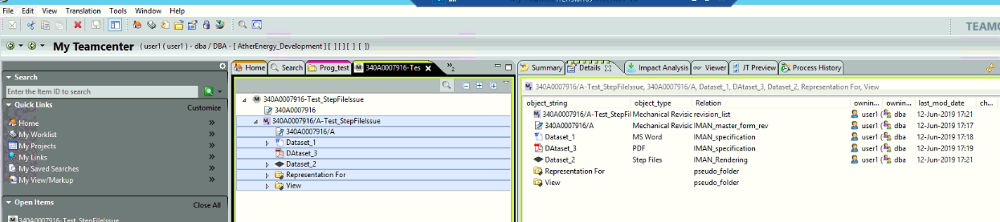 File Edit View Translation Tools Window Help
TEAMC
My Teamcenter ( user1 ( user1 ) - dba / DBA - [ AtherEnergy_Development ] [ ] [ ] [ ] [ ])
Search
Enter the Item ID to search
Quick Links Customize
Home
My Worklist
My Projects
My Links
My Saved Searches
My View/Markup
Open Items Close All
340A0007916-Test_StepFileIssue
Home Search Prog_test 340A0007916-Tes 2
340A0007916-Test_StepFileIssue
340A0007916
340A0007916/A-Test_StepFileIssue
340A0007916/A
Dataset_1
DAtaset_3
Dataset_2
Representation For
View
Summary Details Impact Analysis Viewer JT Preview Process History
340A0007916/A-Test_StepFileIssue, 340A0007916/A, Dataset_1, DAtaset_3, Dataset_2, Representation For, View
object_string object_type Relation ownin... ownin... last_mod_date ch...
340A0007916/A-Test_StepFil Mechanical Revisic revision_list user1 ( dba 12-Jun-2019 17:21
340A0007916/A Mechanical Revisic IMAN_master_form_rev user1 ( dba 12-Jun-2019 17:17
Dataset_1 MS Word IMAN_specification user1 ( dba 12-Jun-2019 17:18
DAtaset_3 PDF IMAN_specification user1 ( dba 12-Jun-2019 17:19
Dataset_2 Step Files IMAN_Rendering user1 ( dba 12-Jun-2019 17:21
Representation For pseudo_folder
View pseudo_folder